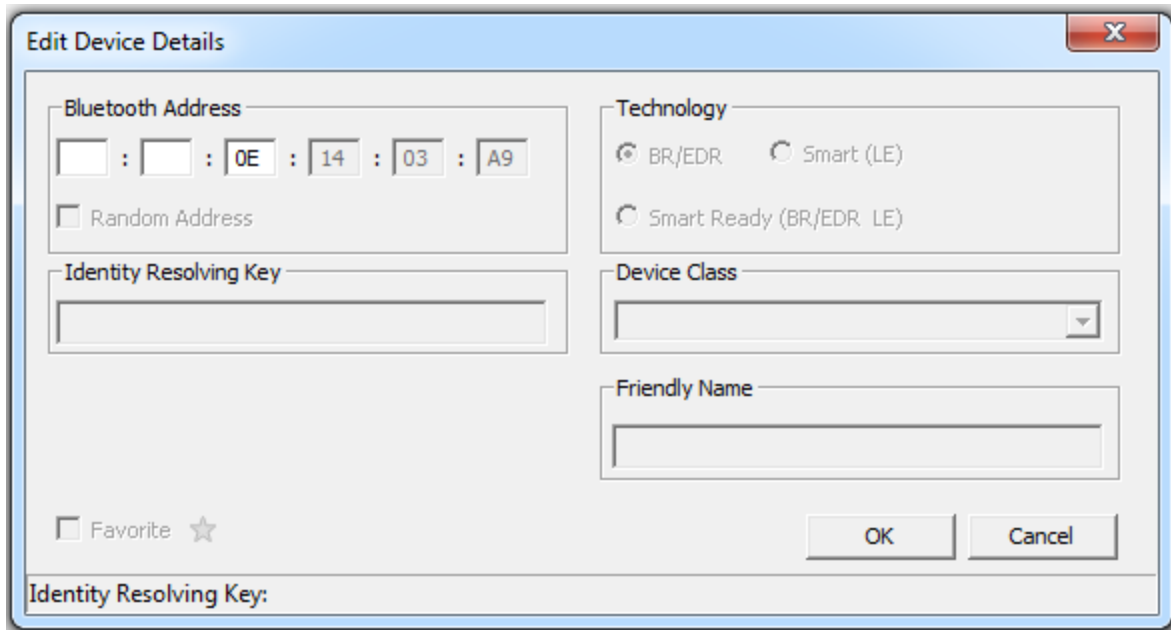 Edit Device Details
Bluetooth Address
: : 0E : 14 : 03 : A9
Random Address
Technology
BR/EDR Smart (LE)
Smart Ready (BR/EDR LE)
Identity Resolving Key
Device Class
Friendly Name
Favorite
OK Cancel
Identity Resolving Key: